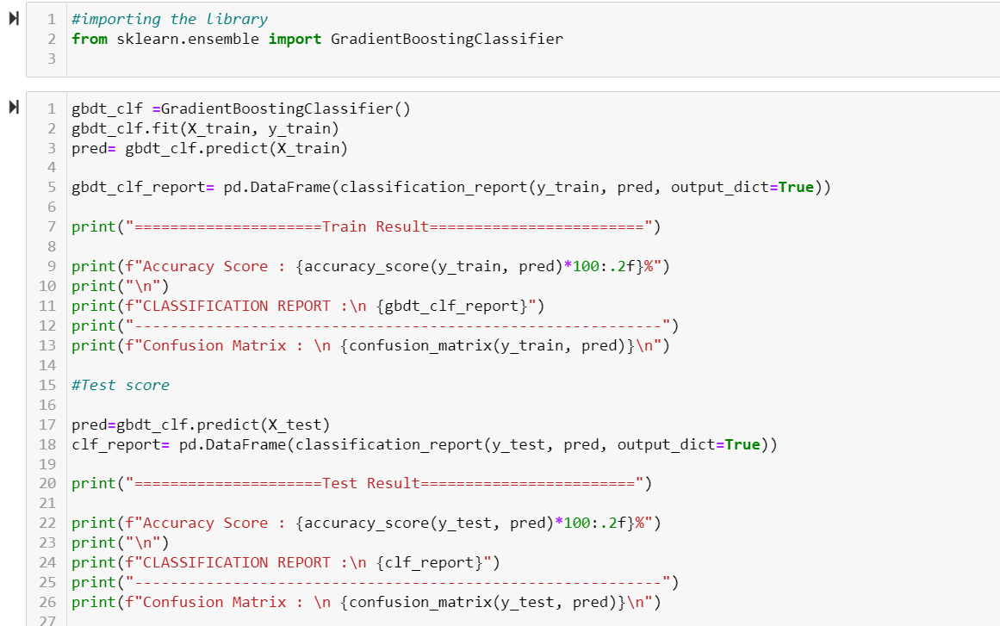 1 #importing the library
2 from sklearn.ensemble import GradientBoostingClassifier
3
1 gbdt_clf =GradientBoostingClassifier()
2 gbdt_clf.fit(X_train, y_train)
3 pred= gbdt_clf.predict(X_train)
4
5 gbdt_clf_report= pd.DataFrame(classification_report(y_train, pred, output_dict=True))
6
7 print("=====================Train Result========================")
8
9 print(f"Accuracy Score : {accuracy_score(y_train, pred)*100:.2f}%")
10 print("\n")
11 print(f"CLASSIFICATION REPORT :\n {gbdt_clf_report}")
12 print("-----------------------------------------------------------")
13 print(f"Confusion Matrix : \n {confusion_matrix(y_train, pred)}\n")
14
15 #Test score
16
17 pred=gbdt_clf.predict(X_test)
18 clf_report= pd.DataFrame(classification_report(y_test, pred, output_dict=True))
19
20 print("=====================Test Result========================")
21
22 print(f"Accuracy Score : {accuracy_score(y_test, pred)*100:.2f}%")
23 print("\n")
24 print(f"CLASSIFICATION REPORT :\n {clf_report}")
25 print("-----------------------------------------------------------")
26 print(f"Confusion Matrix : \n {confusion_matrix(y_test, pred)}\n")
27